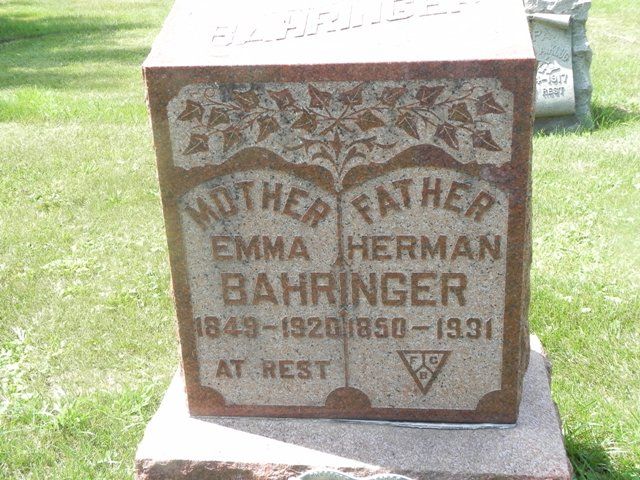 BAHRINGER
MOTHER FATHER
EMMA HERMAN
BAHRINGER
1849-1920 1850-1931
AT REST
F C
B
-1917
REST